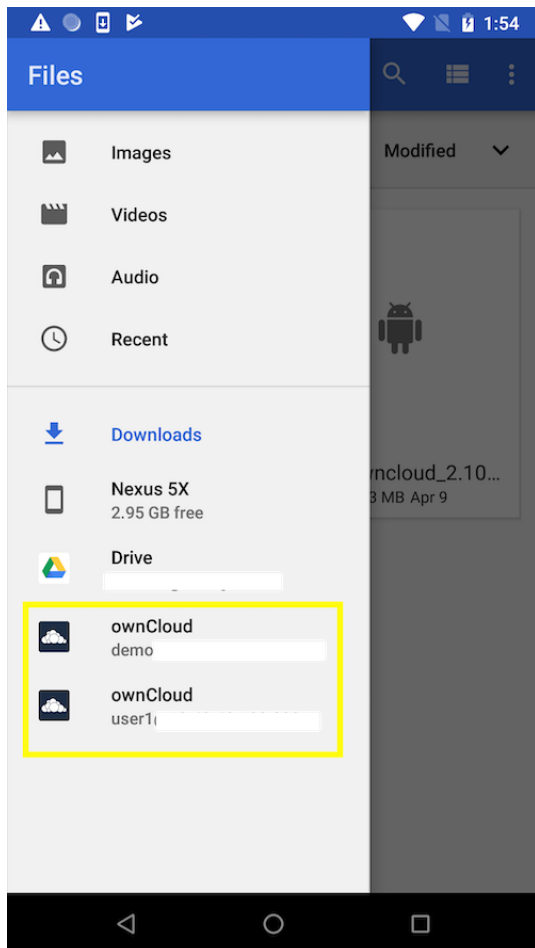 1:54
Files
Images
Modified
Videos
Audio
Recent
Downloads
Nexus 5X
2.95 GB free
Drive
ownCloud
demo
ownCloud
user1
ncloud_2.10...
MB Apr 9